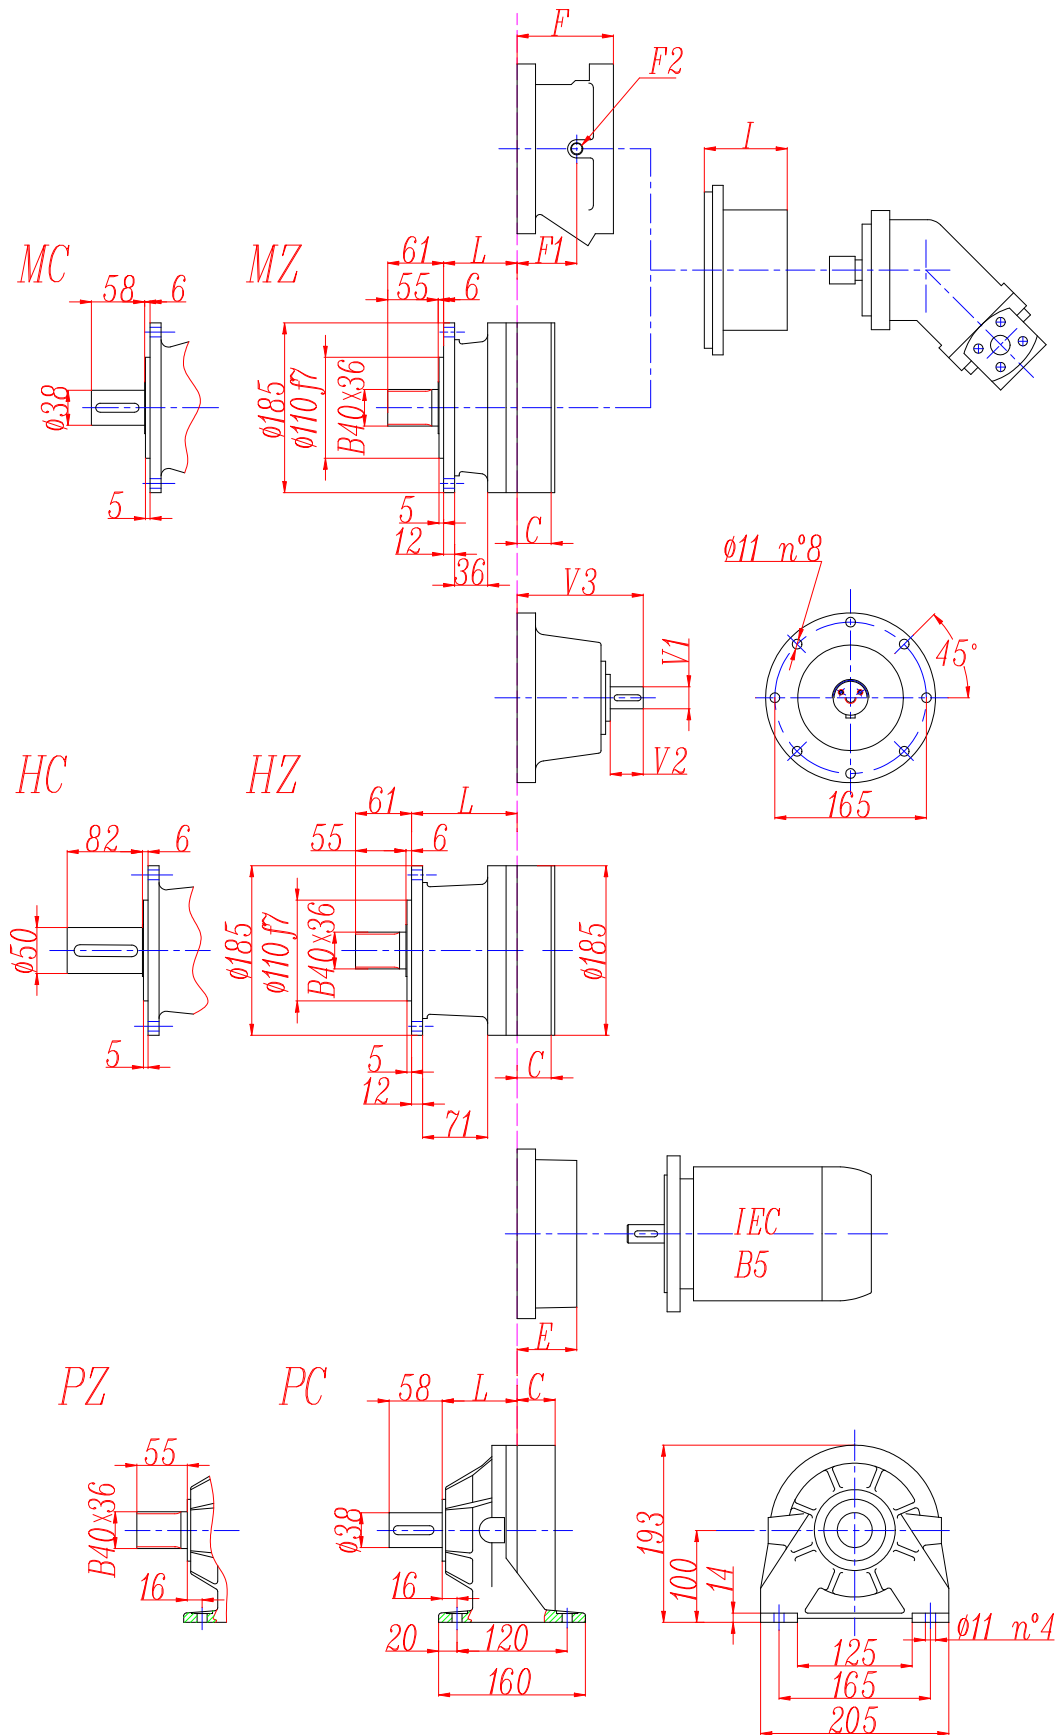 F
F2
I
MC
MZ
61 L F1
58 6
55 6
ø38
ø185
ø110 f7
B40x36
5
5
12
C
36
V3
ø11 n°8
V1
45°
V2
165
HC
HZ
61 L
82 6
55 6
ø50
ø185
ø110 f7
B40x36
ø185
5
5
12
C
71
IEC
B5
E
PZ
PC
58 L C
55
B40x36
ø38
16
16
20 120
160
193
100
14
ø11 n°4
125
165
205